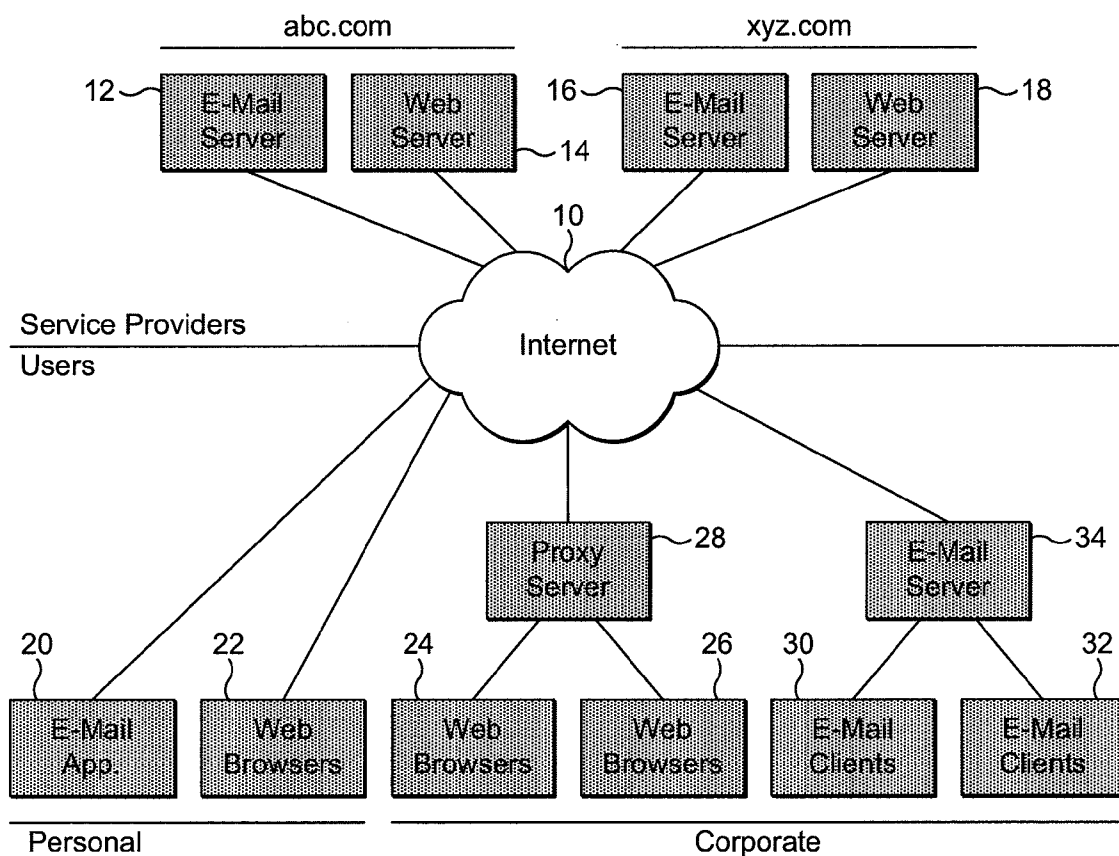 abc.com
xyz.com
12
E-Mail
Server
Web
Server
14
16
E-Mail
Server
Web
Server
18
10
Internet
Service Providers
Users
Proxy
Server
28
E-Mail
Server
34
20
22
24
26
30
32
E-Mail
App.
Web
Browsers
Web
Browsers
Web
Browsers
E-Mail
Clients
E-Mail
Clients
Personal
Corporate